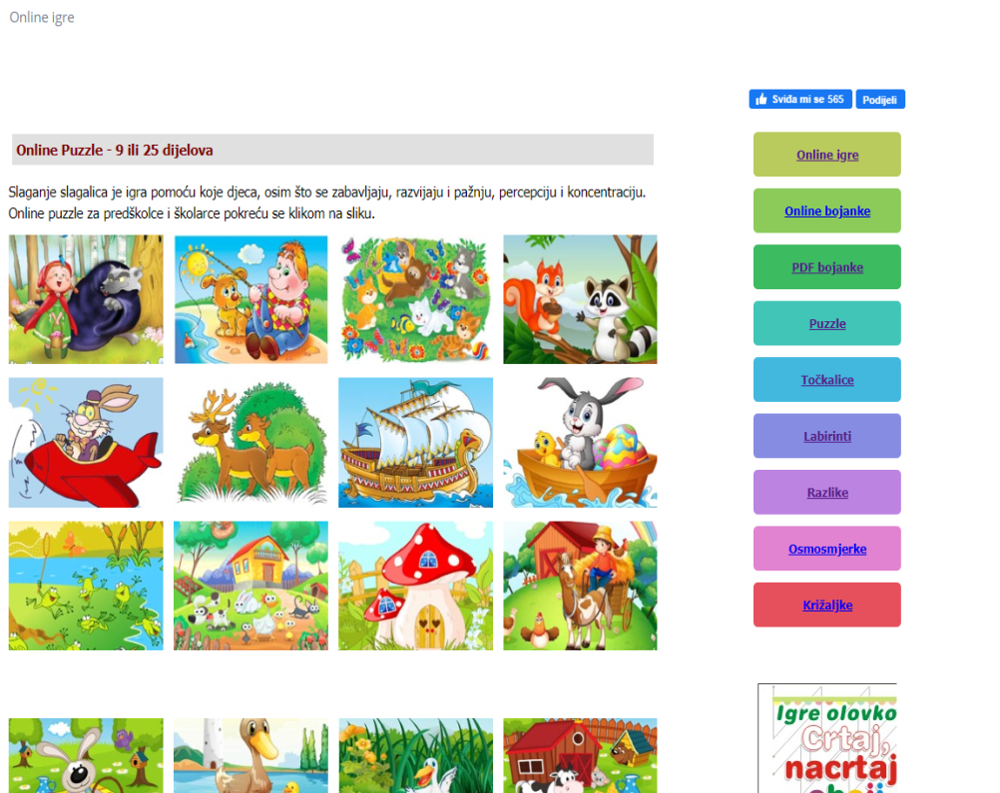 Online igre
Sviđa mi se 565
Podijeli
Online Puzzle - 9 ili 25 dijelova
Slaganje slagalica je igra pomoću koje djeca, osim što se zabavljaju, razvijaju i pažnju, percepciju i koncentraciju.
Online puzzle za predškolce i školarce pokreću se klikom na sliku.
Online igre
Online bojanke
PDF bojanke
Puzzle
Točkalice
Labirinti
Razlike
Osmosmjerke
Križaljke
Igre olovko
Crtaj,
nacrtaj